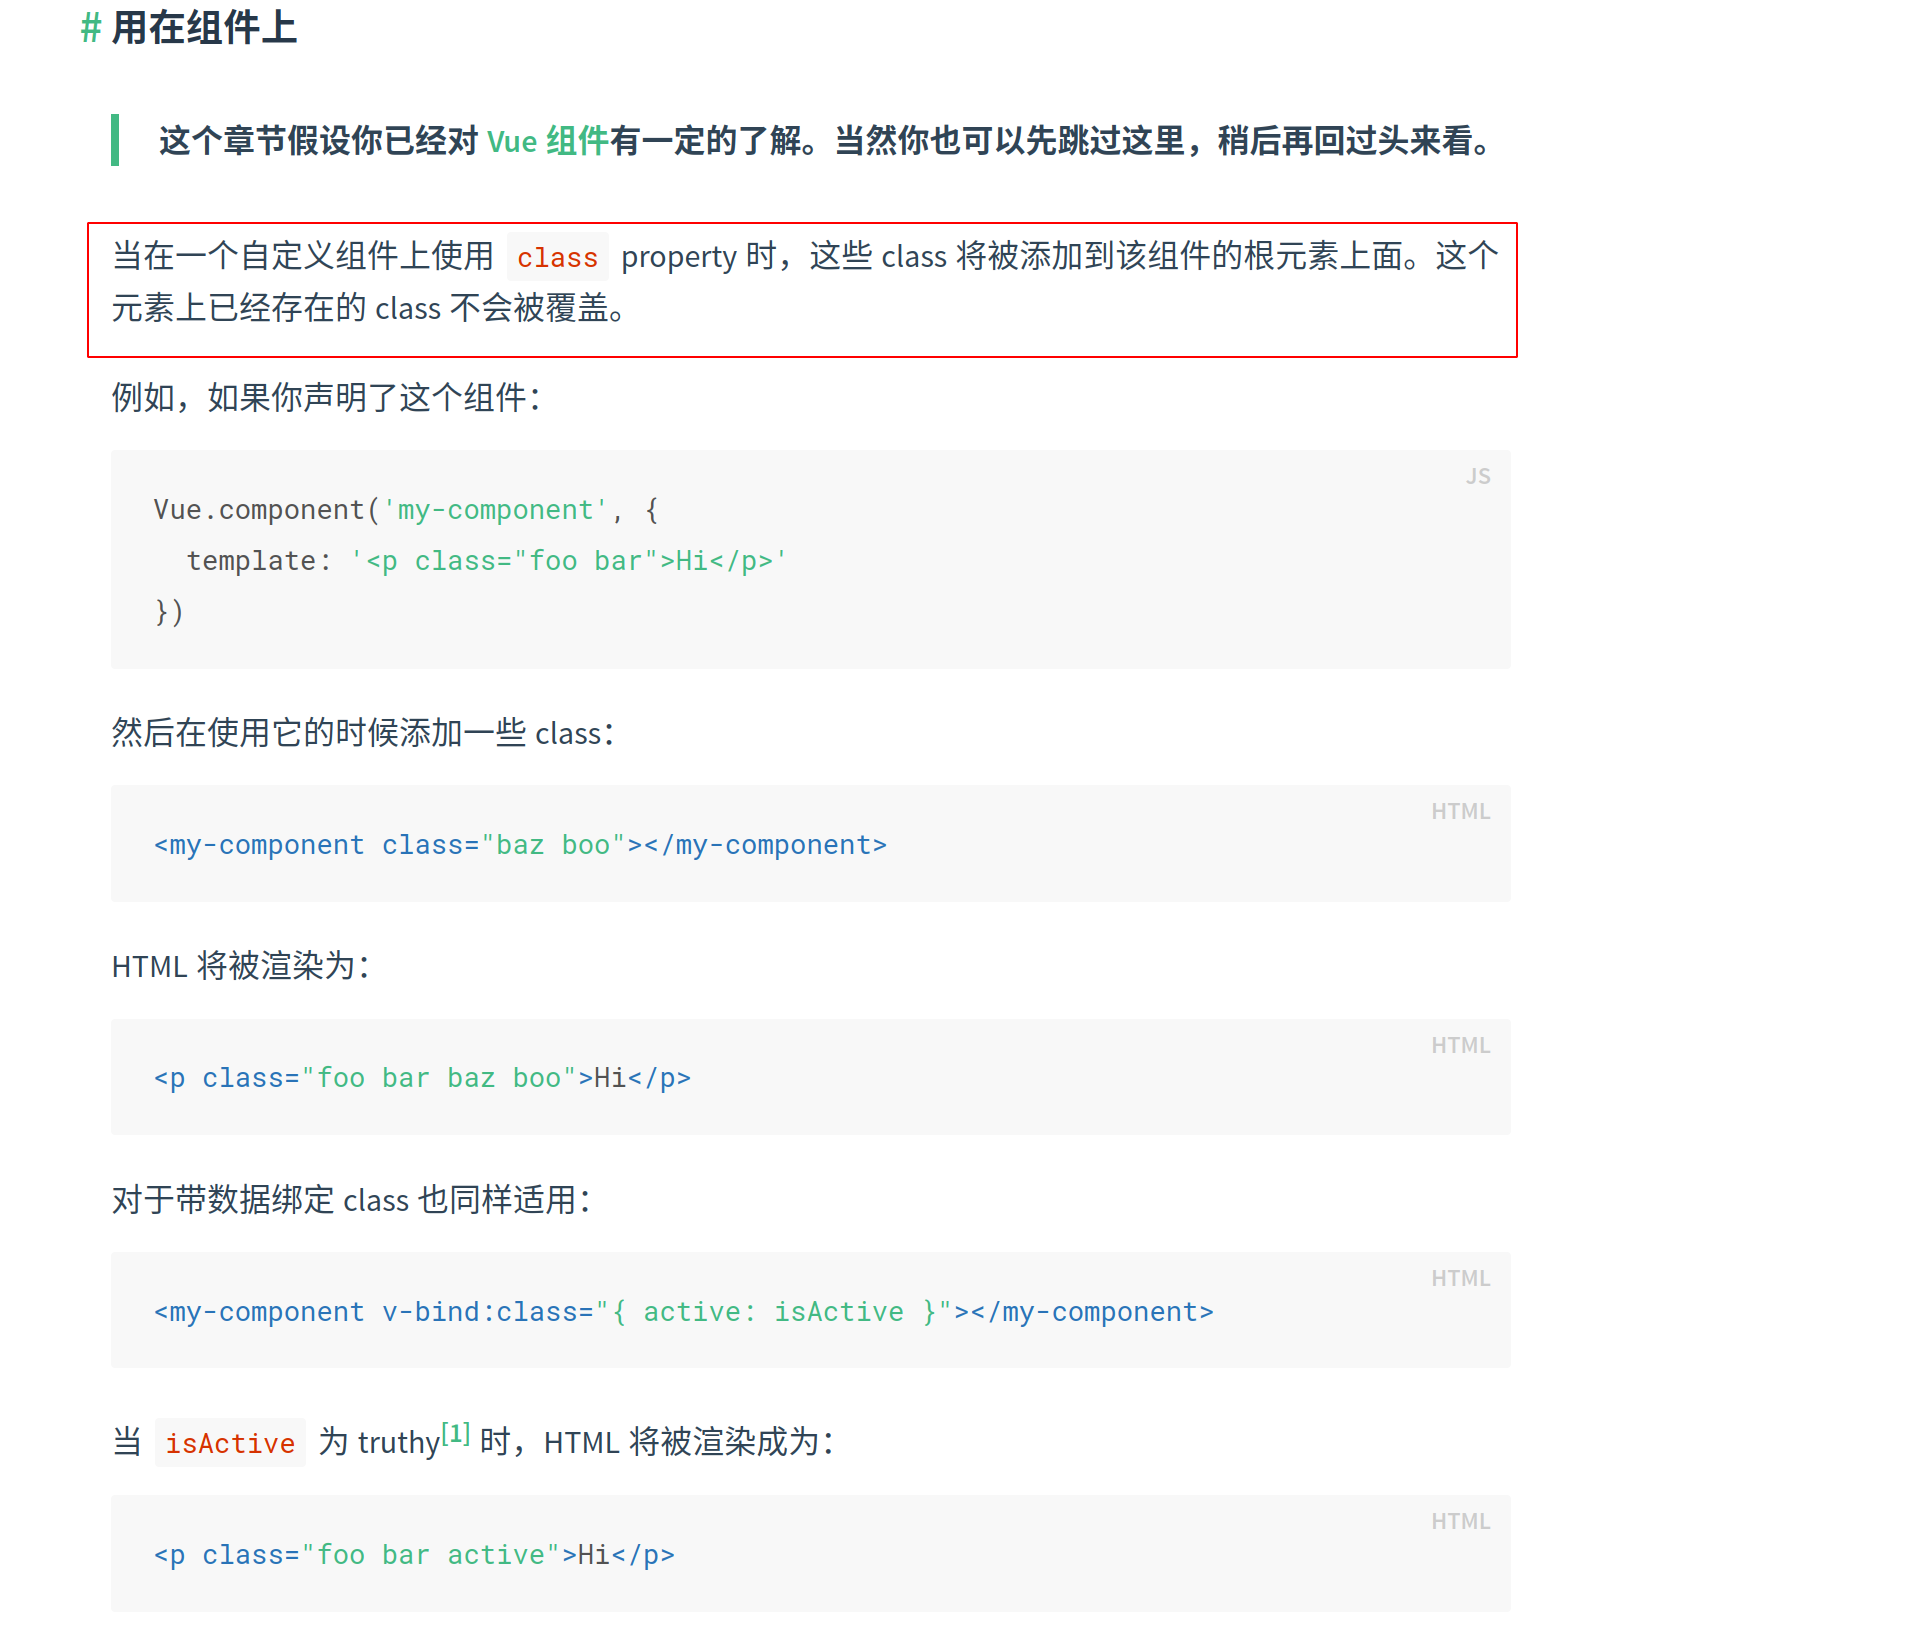 # 用在组件上
这个章节假设你已经对 Vue 组件有一定的了解。当然你也可以先跳过这里，稍后再回过头来看。
当在一个自定义组件上使用 class property 时，这些 class 将被添加到该组件的根元素上面。这个
元素上已经存在的 class 不会被覆盖。
例如，如果你声明了这个组件：
JS
Vue.component('my-component', {
  template: '<p class="foo bar">Hi</p>'
})
然后在使用它的时候添加一些 class：
HTML
<my-component class="baz boo"></my-component>
HTML 将被渲染为：
HTML
<p class="foo bar baz boo">Hi</p>
对于带数据绑定 class 也同样适用：
HTML
<my-component v-bind:class="{ active: isActive }"></my-component>
当 isActive 为 truthy[1] 时，HTML 将被渲染成为：
HTML
<p class="foo bar active">Hi</p>